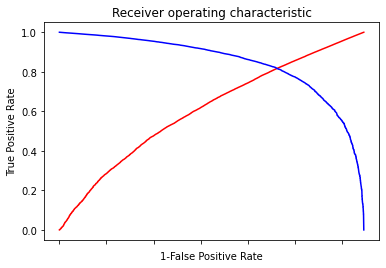 Receiver operating characteristic
1.0
0.8
0.6
0.4
0.2
0.0
True Positive Rate
1-False Positive Rate